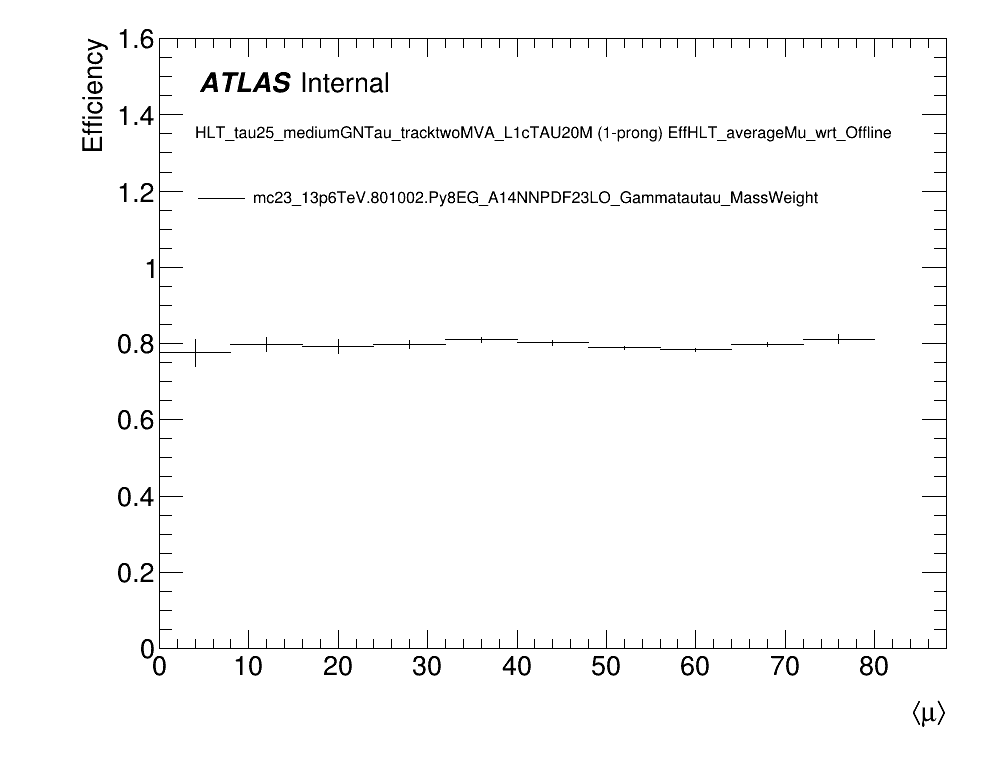 Efficiency
1.6
1.4
1.2
1
0.8
0.6
0.4
0.2
0
ATLAS Internal
HLT_tau25_mediumGNTau_tracktwoMVA_L1cTAU20M (1-prong) EffHLT_averageMu_wrt_Offline
mc23_13p6TeV.801002.Py8EG_A14NNPDF23LO_Gammatautau_MassWeight
0 10 20 30 40 50 60 70 80
⟨μ⟩